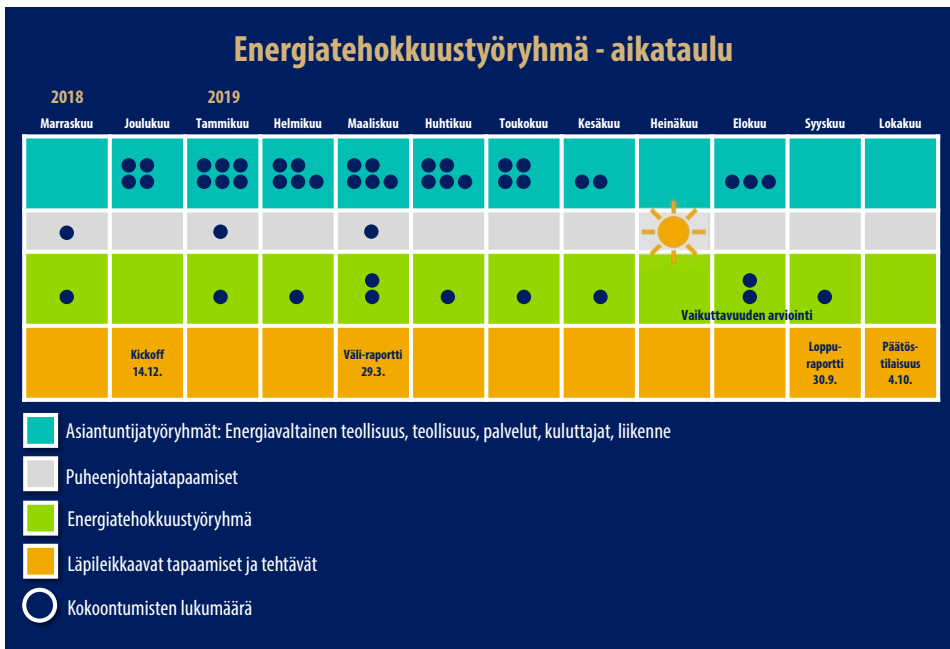 Energiatehokkuustyöryhmä - aikataulu
2018 2019
Marraskuu Joulukuu Tammikuu Helmikuu Maaliskuu Huhtikuu Toukokuu Kesäkuu Heinäkuu Elokuu Syyskuu Lokakuu
Vaikuttavuuden arviointi
Kickoff
14.12.
Väli-raportti
29.3.
Loppu-
raportti
30.9.
Päätös-
tilaisuus
4.10.
Asiantuntijatyöryhmät: Energiavaltainen teollisuus, teollisuus, palvelut, kuluttajat, liikenne
Puheenjohtajatapaamiset
Energiatehokkuustyöryhmä
Läpileikkaavat tapaamiset ja tehtävät
Kokoontumisten lukumäärä